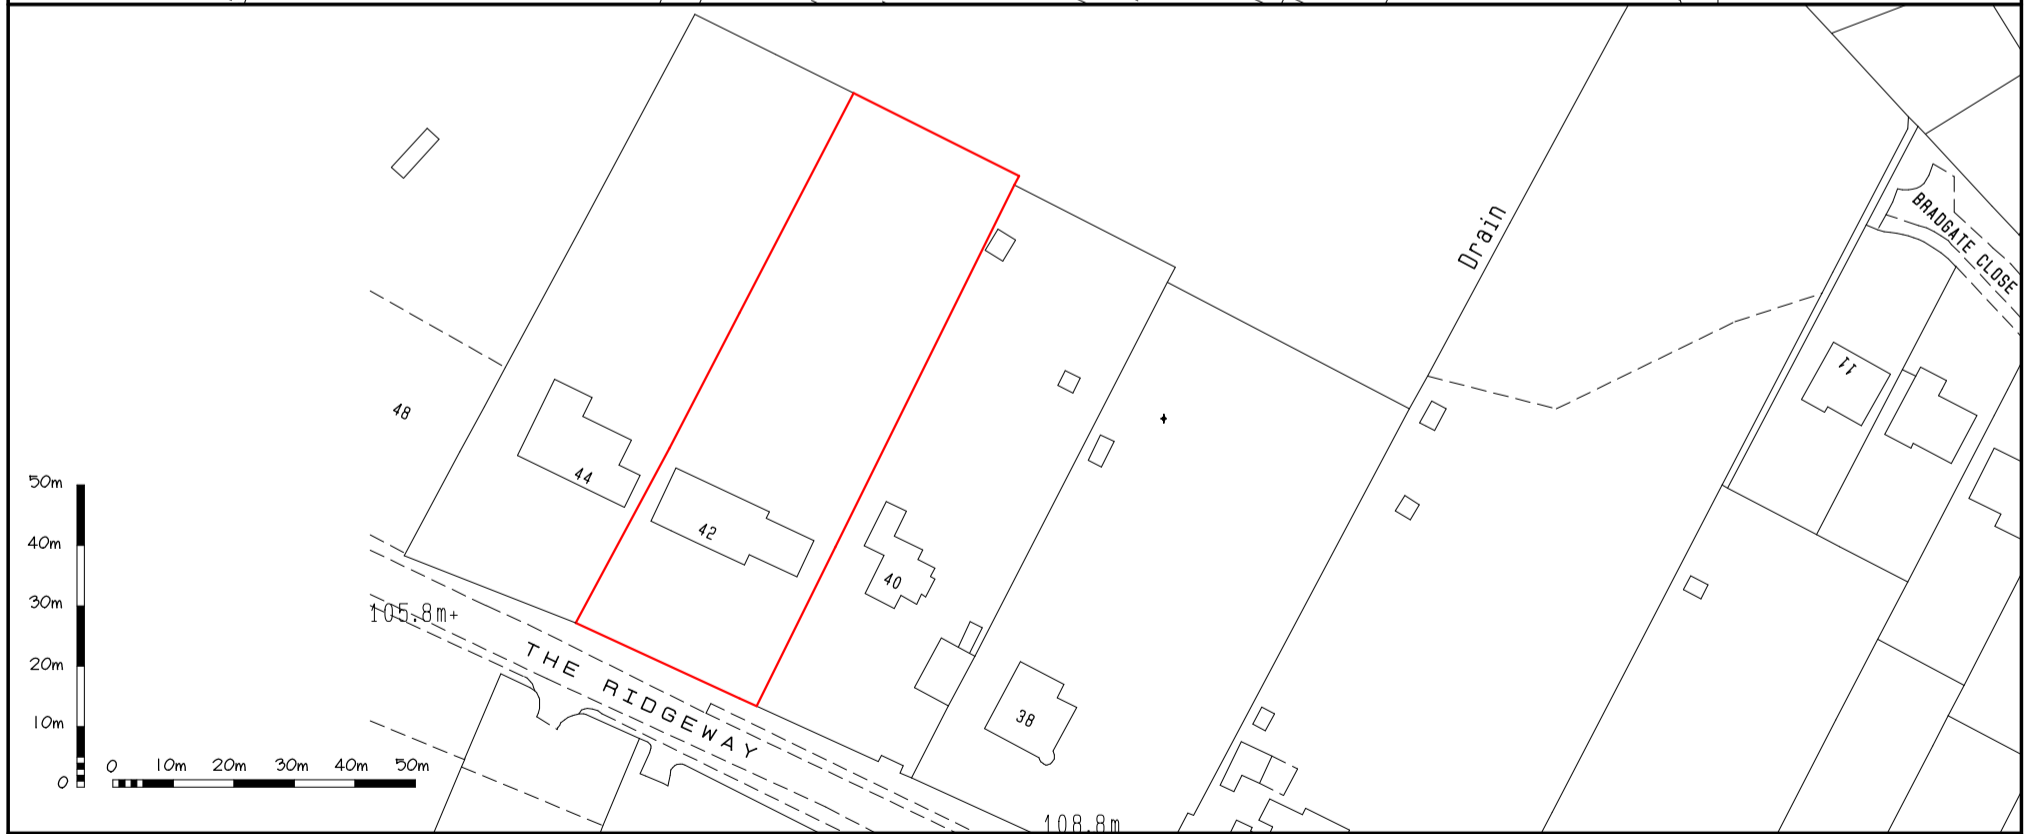 Drain
BRADGATE CLOSE
11
48
44
42
40
38
105.8m+
THE RIDGEWAY
108.8m
50m
40m
30m
20m
10m
0
0 10m 20m 30m 40m 50m